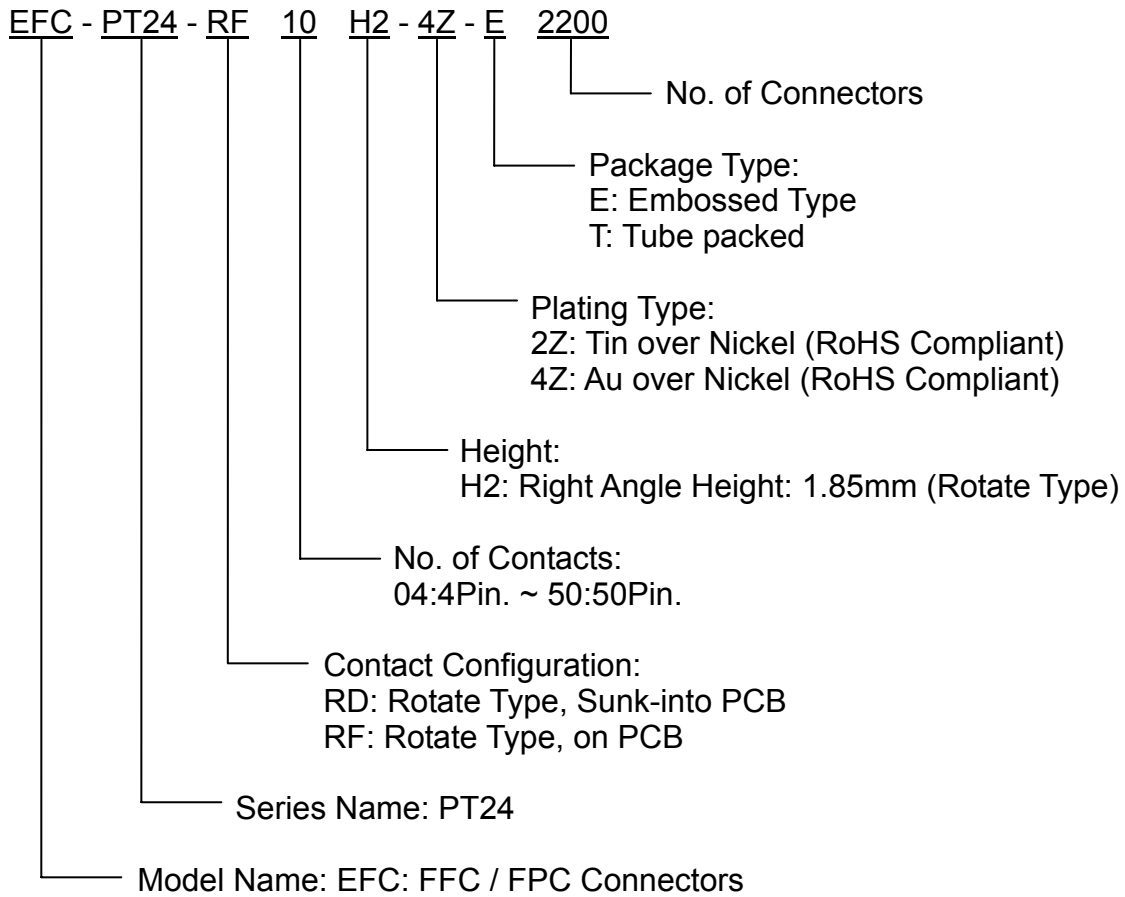 EFC - PT24 - RF 10 H2 - 4Z - E 2200
No. of Connectors
Package Type:
E: Embossed Type
T: Tube packed
Plating Type:
2Z: Tin over Nickel (RoHS Compliant)
4Z: Au over Nickel (RoHS Compliant)
Height:
H2: Right Angle Height: 1.85mm (Rotate Type)
No. of Contacts:
04:4Pin. ~ 50:50Pin.
Contact Configuration:
RD: Rotate Type, Sunk-into PCB
RF: Rotate Type, on PCB
Series Name: PT24
Model Name: EFC: FFC / FPC Connectors